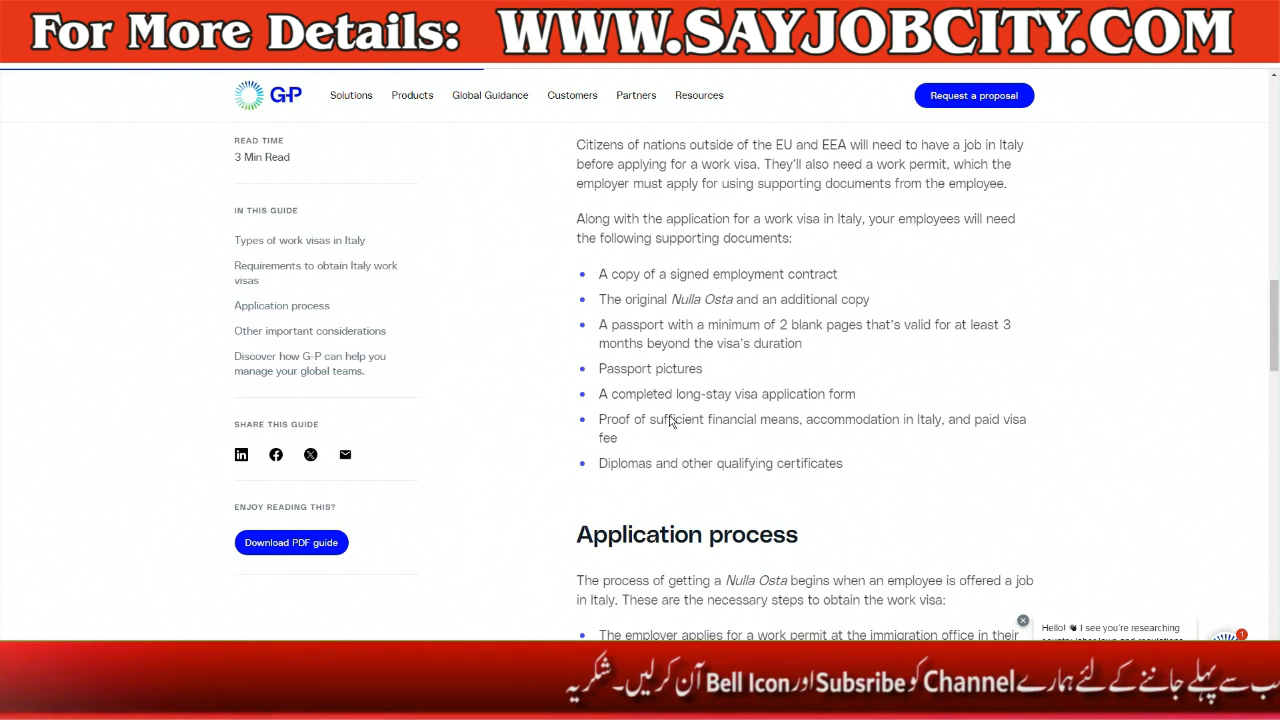 For More Details: WWW.SAYJOBCITY.COM
G-P Solutions Products Global Guidance Customers Partners Resources Request a proposal
READ TIME
3 Min Read
IN THIS GUIDE
Types of work visas in Italy
Requirements to obtain Italy work
visas
Application process
Other important considerations
Discover how G-P can help you
manage your global teams.
SHARE THIS GUIDE
ENJOY READING THIS?
Download PDF guide
Citizens of nations outside of the EU and EEA will need to have a job in Italy
before applying for a work visa. They'll also need a work permit, which the
employer must apply for using supporting documents from the employee.
Along with the application for a work visa in Italy, your employees will need
the following supporting documents:
• A copy of a signed employment contract
• The original Nulla Osta and an additional copy
• A passport with a minimum of 2 blank pages that's valid for at least 3
months beyond the visa's duration
• Passport pictures
• A completed long-stay visa application form
• Proof of sufficient financial means, accommodation in Italy, and paid visa
fee
• Diplomas and other qualifying certificates
Application process
The process of getting a Nulla Osta begins when an employee is offered a job
in Italy. These are the necessary steps to obtain the work visa:
• The employer applies for a work permit at the immigration office in their
Hello! 👋 I see you're researching
1
سے پہلے جاننے کے لئے ہمارے Channel کو Subsribe اور Bell Icon آن کرلیں۔ شکریہ